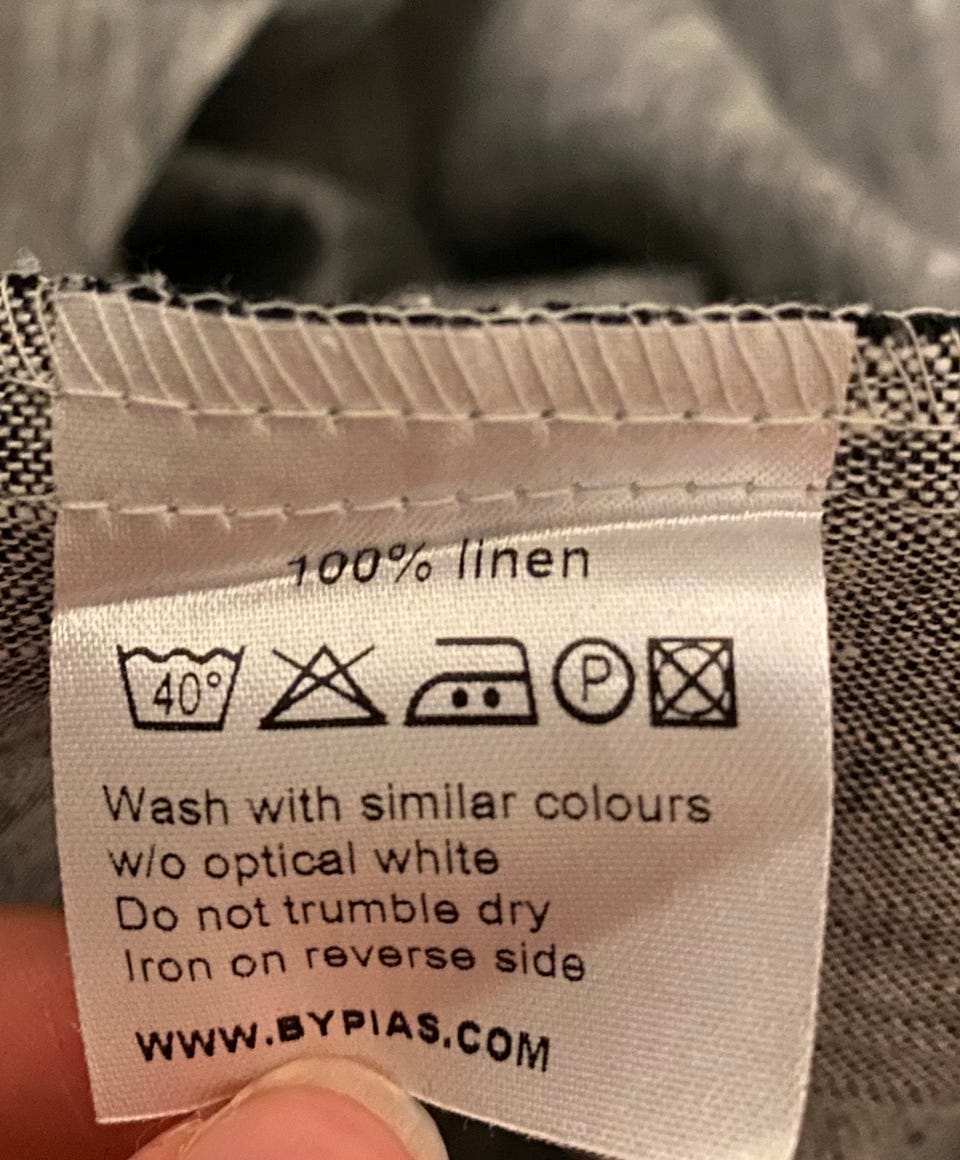 100% linen
40° P
Wash with similar colours
w/o optical white
Do not trumble dry
Iron on reverse side
WWW.BYPIAS.COM